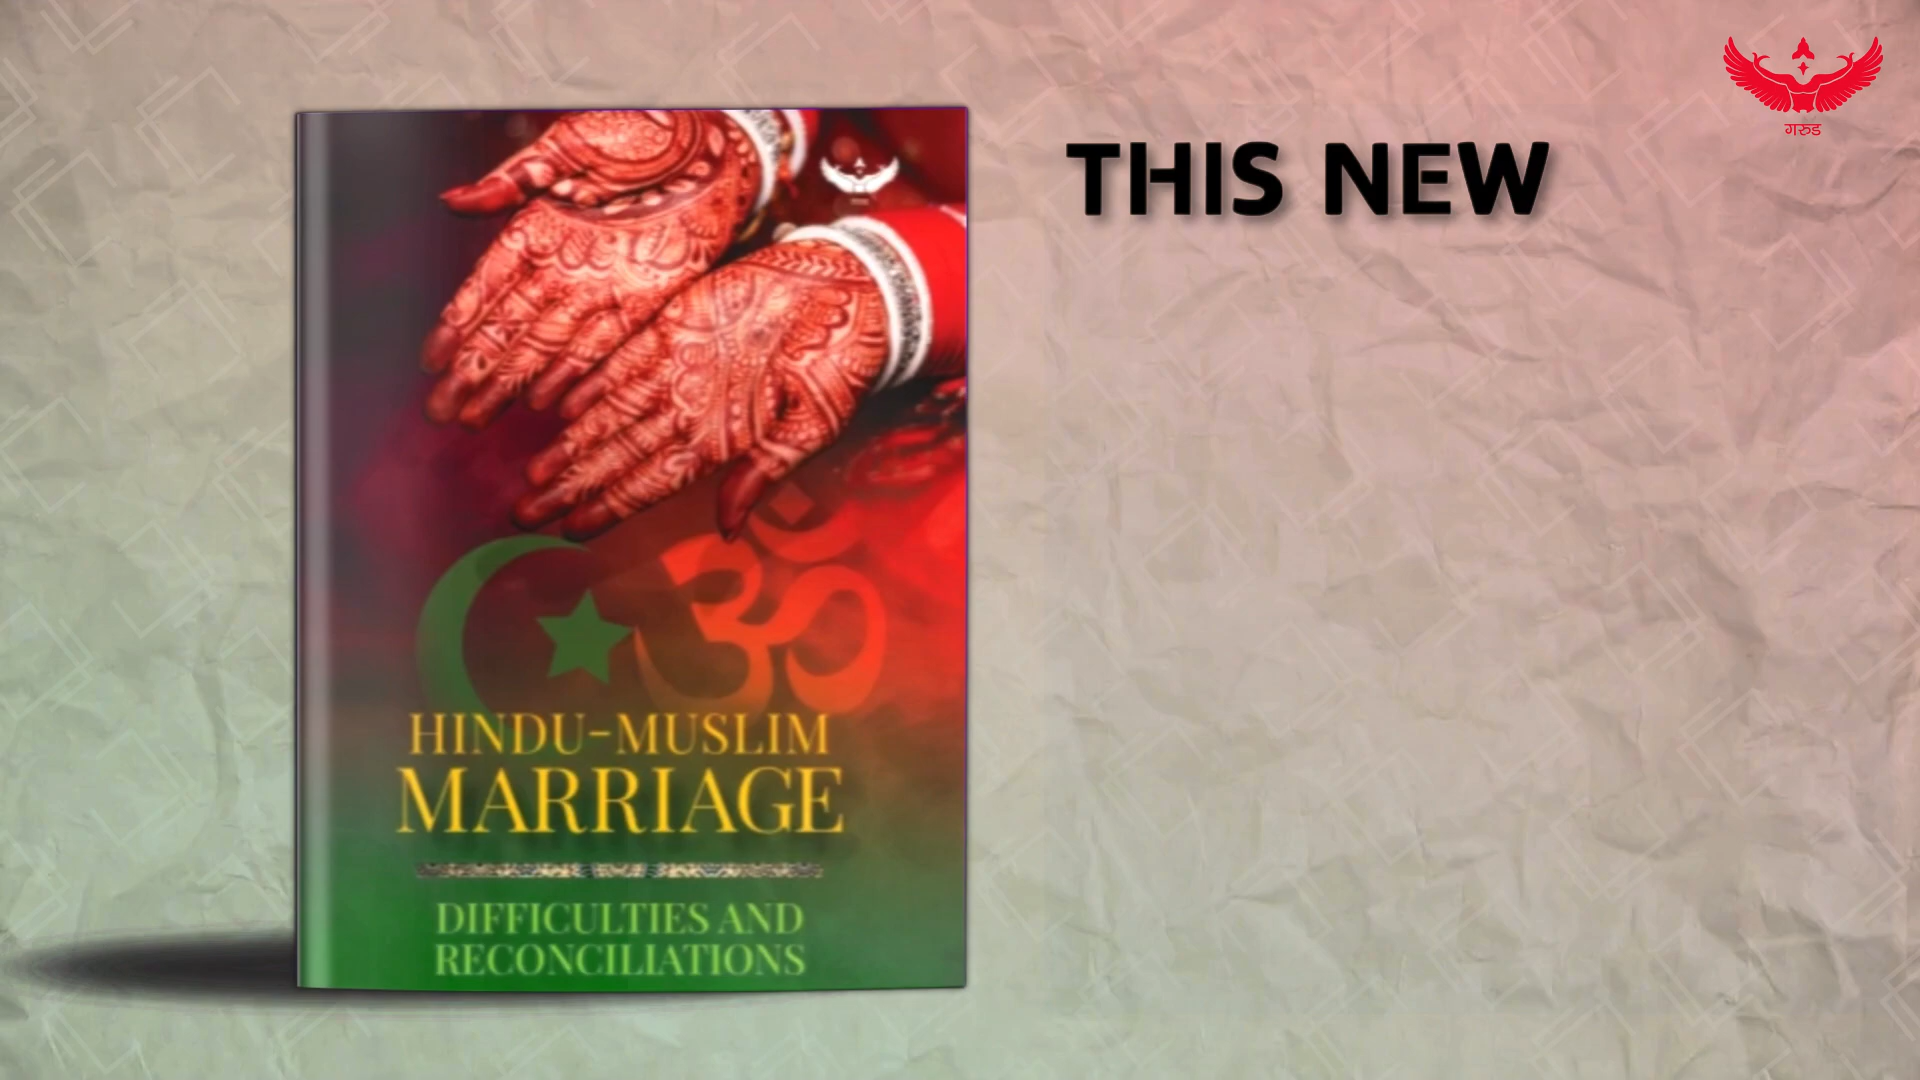 गरुड
THIS NEW
HINDU-MUSLIM
MARRIAGE
DIFFICULTIES AND
RECONCILIATIONS